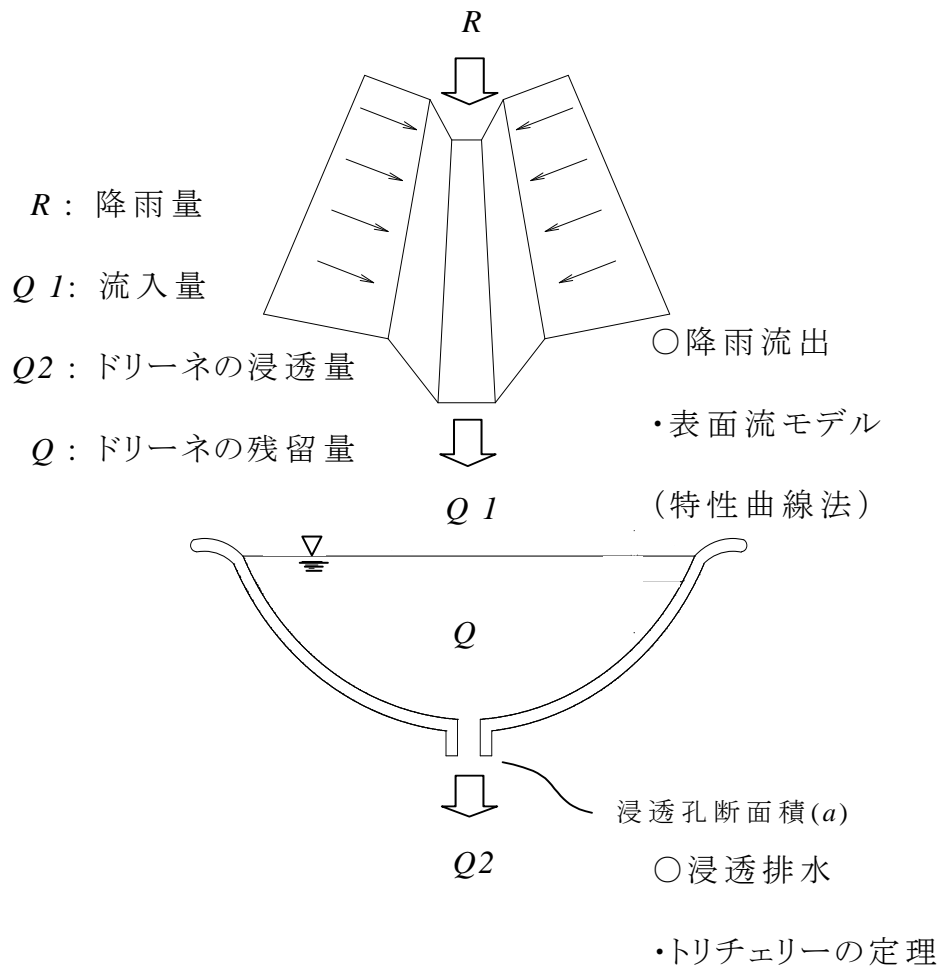 R
R : 降雨量
Q 1: 流入量
Q2 : ドリーネの浸透量
Q : ドリーネの残留量
○降雨流出
・表面流モデル
(特性曲線法)
Q 1
Q
浸透孔断面積(a)
Q2
○浸透排水
・トリチェリーの定理